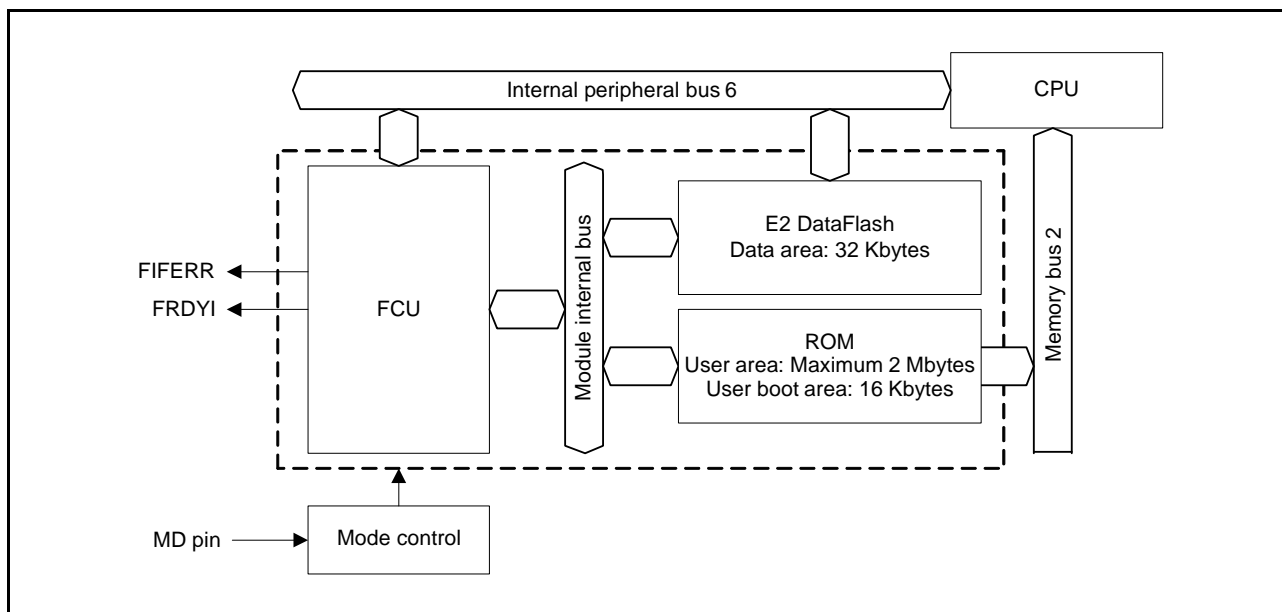 Internal peripheral bus 6
CPU
FIFERR
FRDYI
FCU
Module internal bus
E2 DataFlash
Data area: 32 Kbytes
ROM
User area: Maximum 2 Mbytes
User boot area: 16 Kbytes
Memory bus 2
MD pin
Mode control